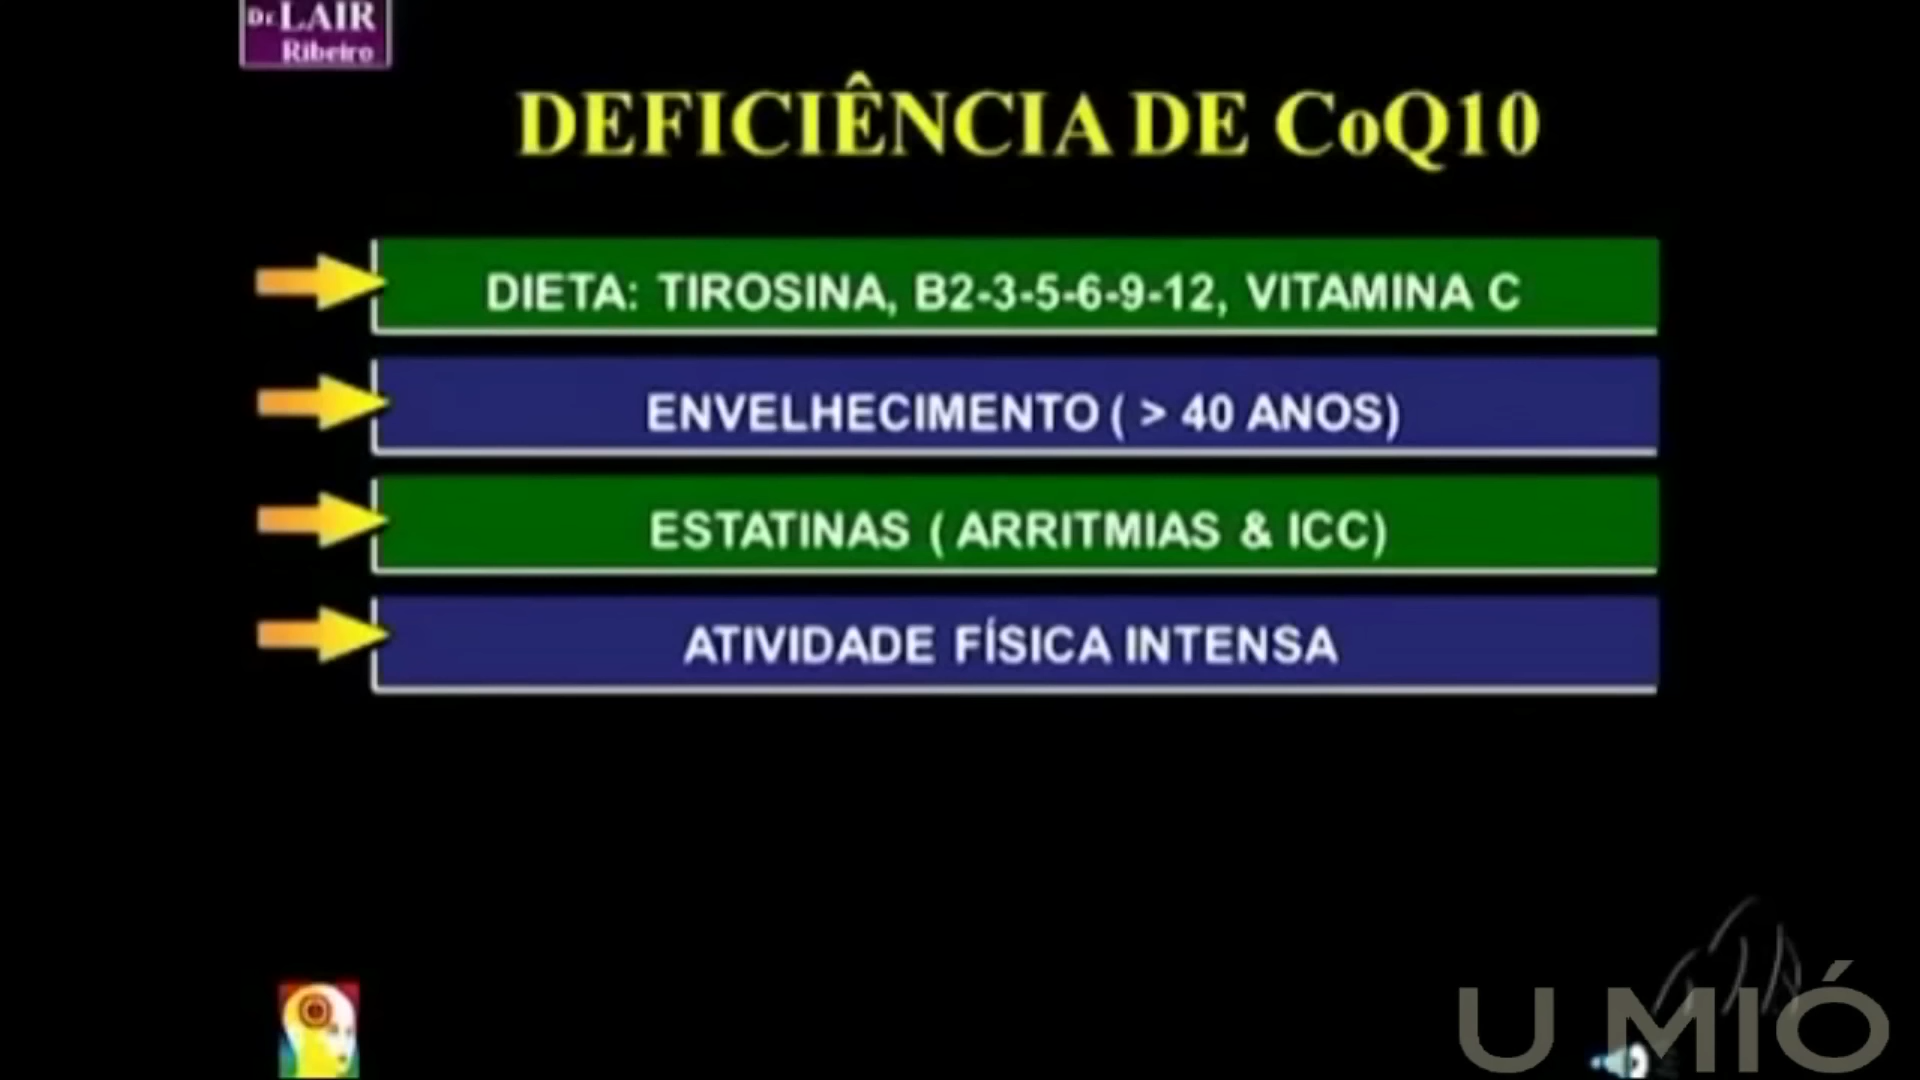 Dr. LAIR
Ribeiro
DEFICIÊNCIA DE CoQ10
DIETA: TIROSINA, B2-3-5-6-9-12, VITAMINA C
ENVELHECIMENTO ( > 40 ANOS)
ESTATINAS ( ARRITMIAS & ICC)
ATIVIDADE FÍSICA INTENSA
U MIÓ